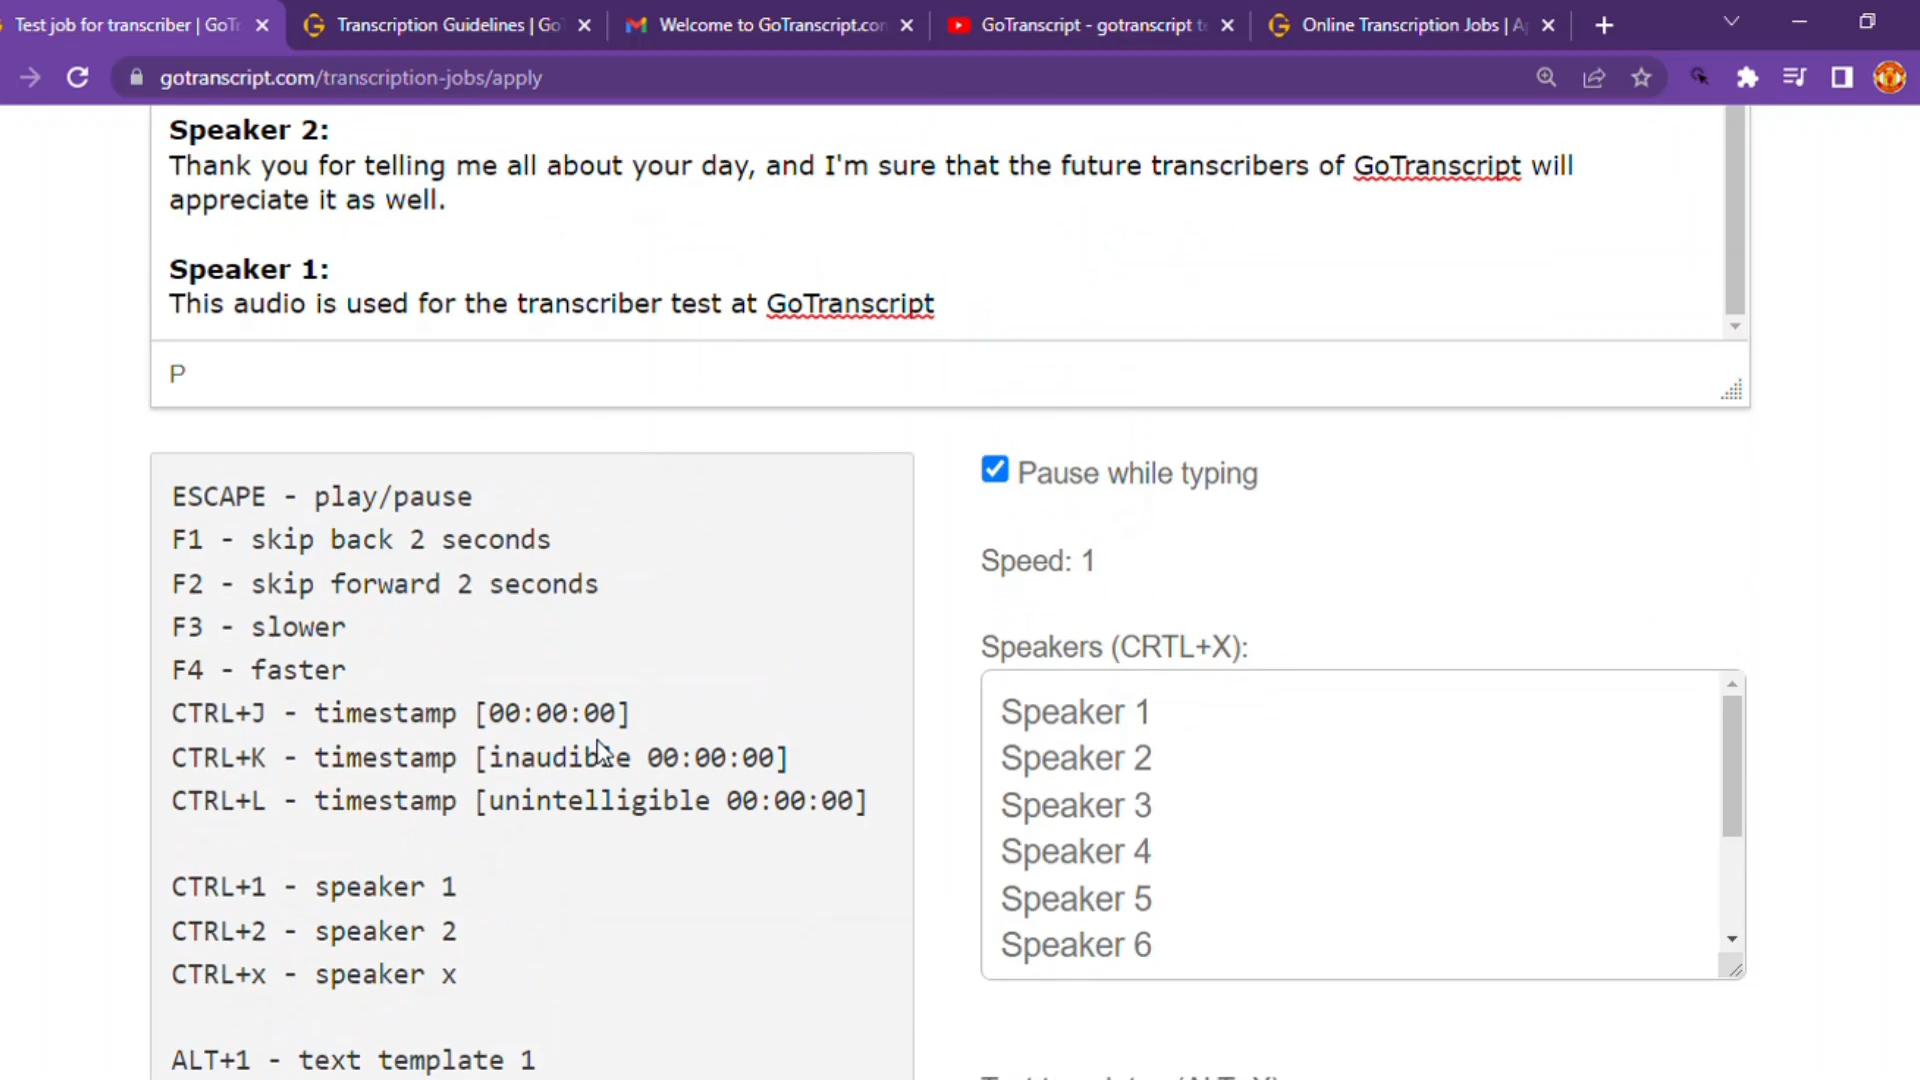 Test job for transcriber | GoTr
Transcription Guidelines | Go
Welcome to GoTranscript.com
GoTranscript - gotranscript te
Online Transcription Jobs | Ap
gotranscript.com/transcription-jobs/apply
Speaker 2:
Thank you for telling me all about your day, and I'm sure that the future transcribers of GoTranscript will
appreciate it as well.
Speaker 1:
This audio is used for the transcriber test at GoTranscript
P
ESCAPE - play/pause
F1 - skip back 2 seconds
F2 - skip forward 2 seconds
F3 - slower
F4 - faster
CTRL+J - timestamp [00:00:00]
CTRL+K - timestamp [inaudible 00:00:00]
CTRL+L - timestamp [unintelligible 00:00:00]
CTRL+1 - speaker 1
CTRL+2 - speaker 2
CTRL+x - speaker x
ALT+1 - text template 1
Pause while typing
Speed: 1
Speakers (CRTL+X):
Speaker 1
Speaker 2
Speaker 3
Speaker 4
Speaker 5
Speaker 6